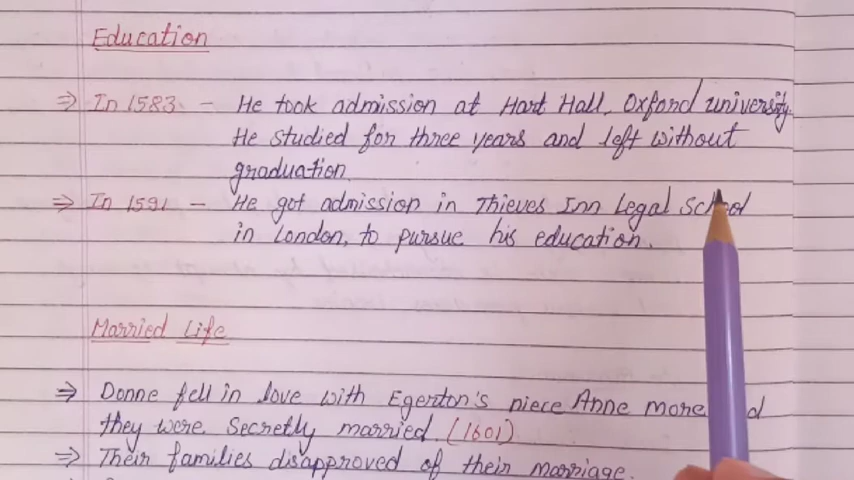 Education
⇒ In 1583 - He took admission at Hart Hall, Oxford university.
He studied for three years and left without
graduation
⇒ In 1591 - He got admission in Thieves Inn Legal School
in London, to pursue his education.
Married Life
⇒ Donne fell in love with Egerton's niece Anne more
they were secretly married. (1601)
⇒ Their families disapproved of their marriage.